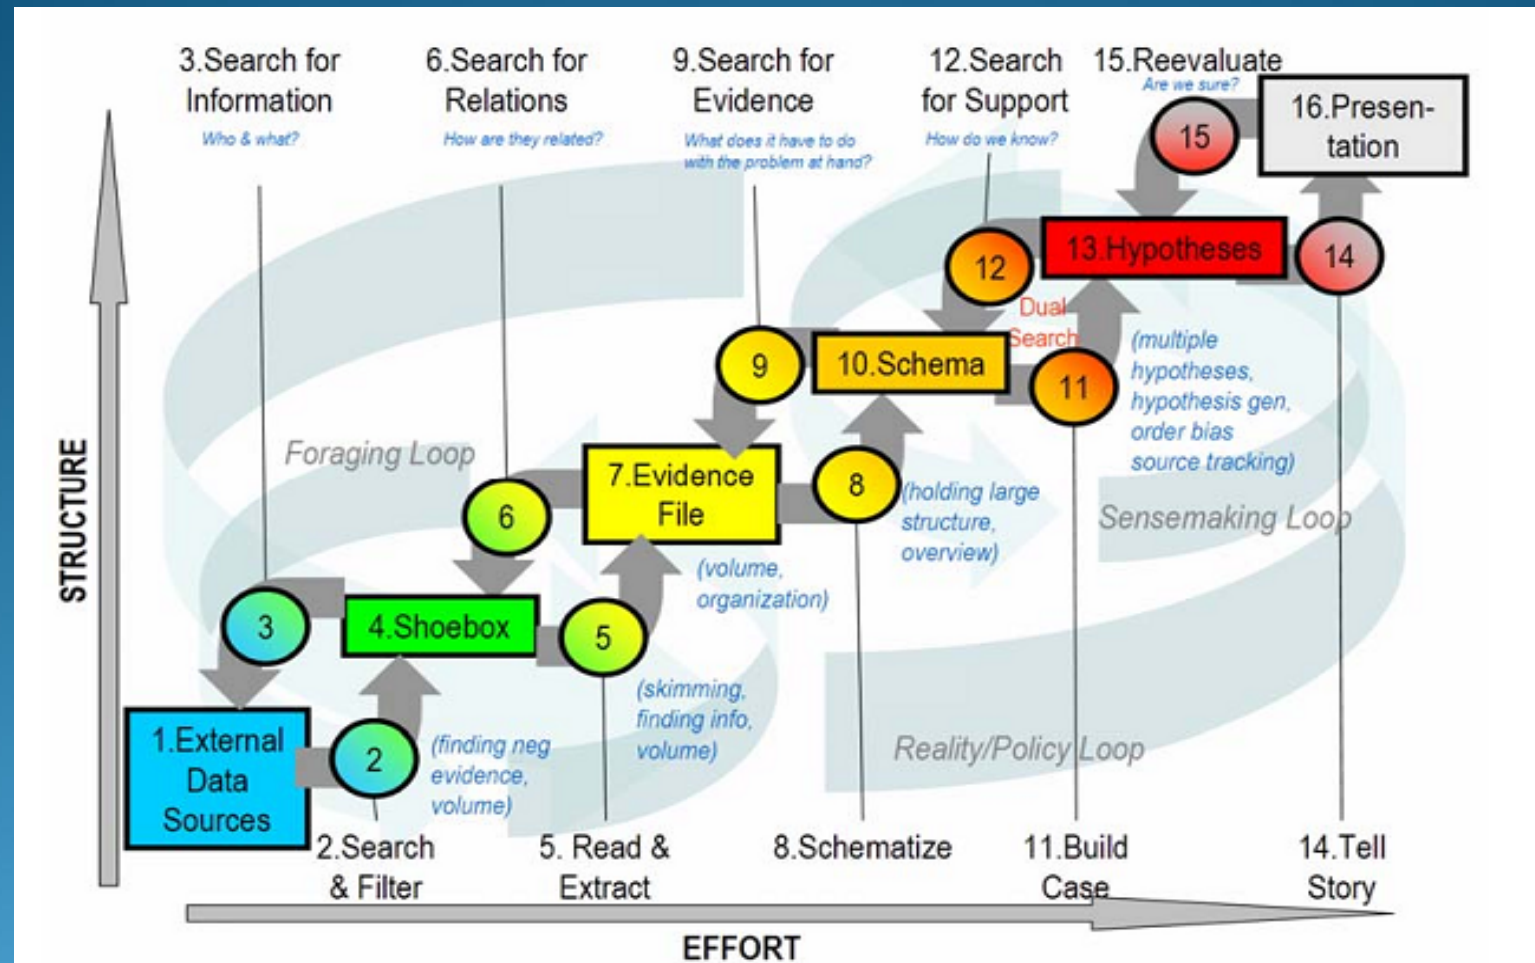 3.Search for
Information
Who & what?
6.Search for
Relations
How are they related?
9.Search for
Evidence
What does it have to do
with the problem at hand?
12.Search
for Support
How do we know?
15.Reevaluate
Are we sure?
15
16.Presen-
tation
13.Hypotheses
14
12
Dual
Search
11
(multiple
hypotheses,
hypothesis gen,
order bias
source tracking)
9
10.Schema
Foraging Loop
7.Evidence
File
8
(holding large
structure,
overview)
Sensemaking Loop
6
(volume,
organization)
3
4.Shoebox
5
(skimming,
finding info,
volume)
1.External
Data
Sources
2
(finding neg
evidence,
volume)
Reality/Policy Loop
2.Search
& Filter
5. Read &
Extract
8.Schematize
11.Build
Case
14.Tell
Story
STRUCTURE
EFFORT